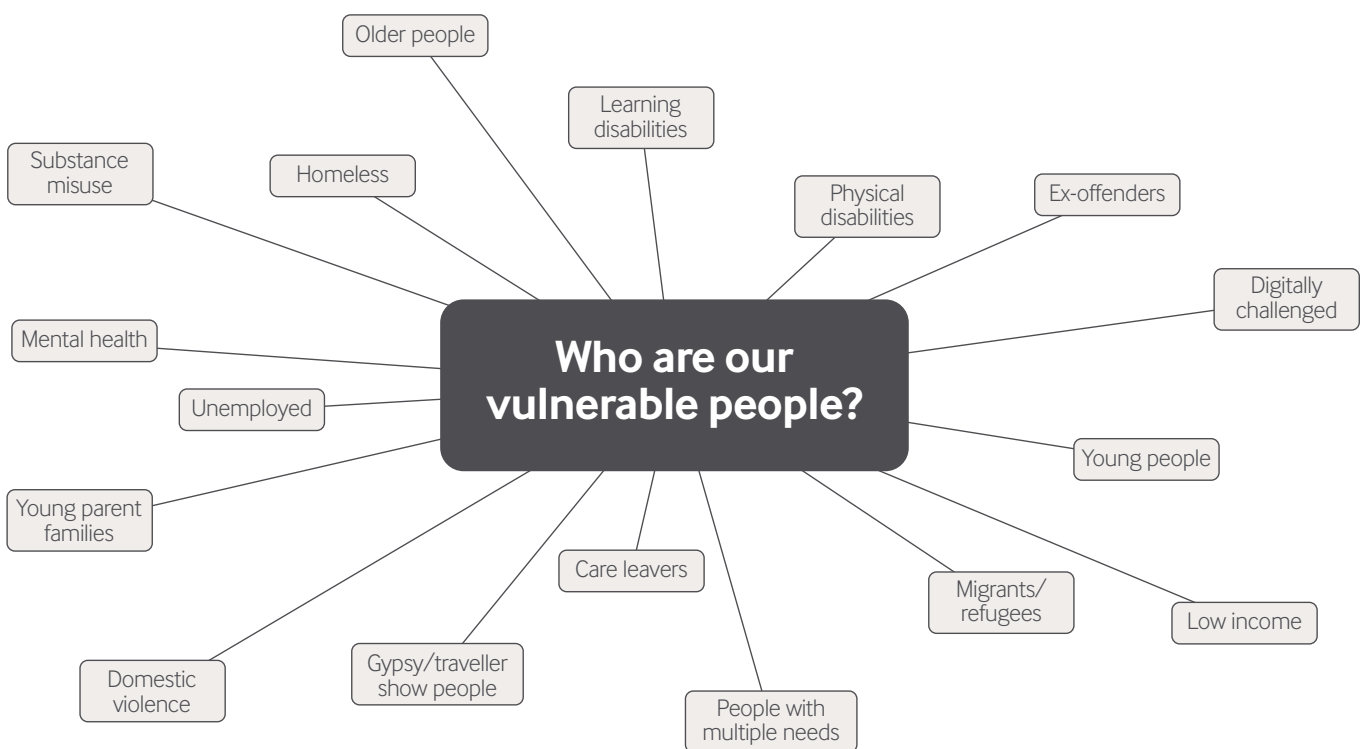 Older people
Learning
disabilities
Substance
misuse
Homeless
Physical
disabilities
Ex-offenders
Digitally
challenged
Mental health
Who are our
vulnerable people?
Unemployed
Young people
Young parent
families
Care leavers
Migrants/
refugees
Low income
Domestic
violence
Gypsy/traveller
show people
People with
multiple needs